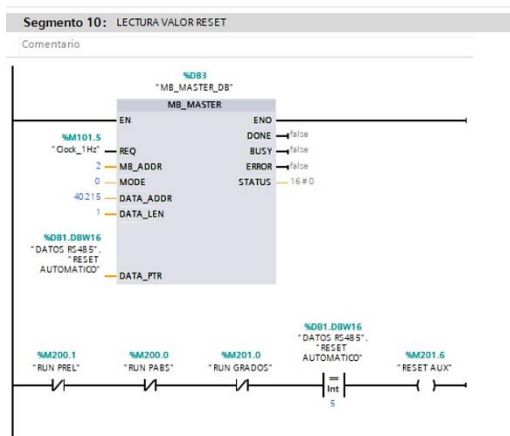 Segmento 10: LECTURA VALOR RESET
Comentario
%DB3
"MB_MASTER_DB"
MB_MASTER
EN ENO
DONE false
%M101.5
"Clock_1Hz" REQ BUSY false
2 MB_ADDR ERROR false
0 MODE STATUS 16#0
40215 DATA_ADDR
1 DATA_LEN
%DB1.DBW16
"DATOS RS485".
"RESET
AUTOMATICO" DATA_PTR
%DB1.DBW16
"DATOS RS485".
"RESET
AUTOMATICO"
%M200.1 %M200.0 %M201.0 %M201.6
"RUN PREL" "RUN PABS" "RUN GRADOS" "RESET AUX"
==
Int
5